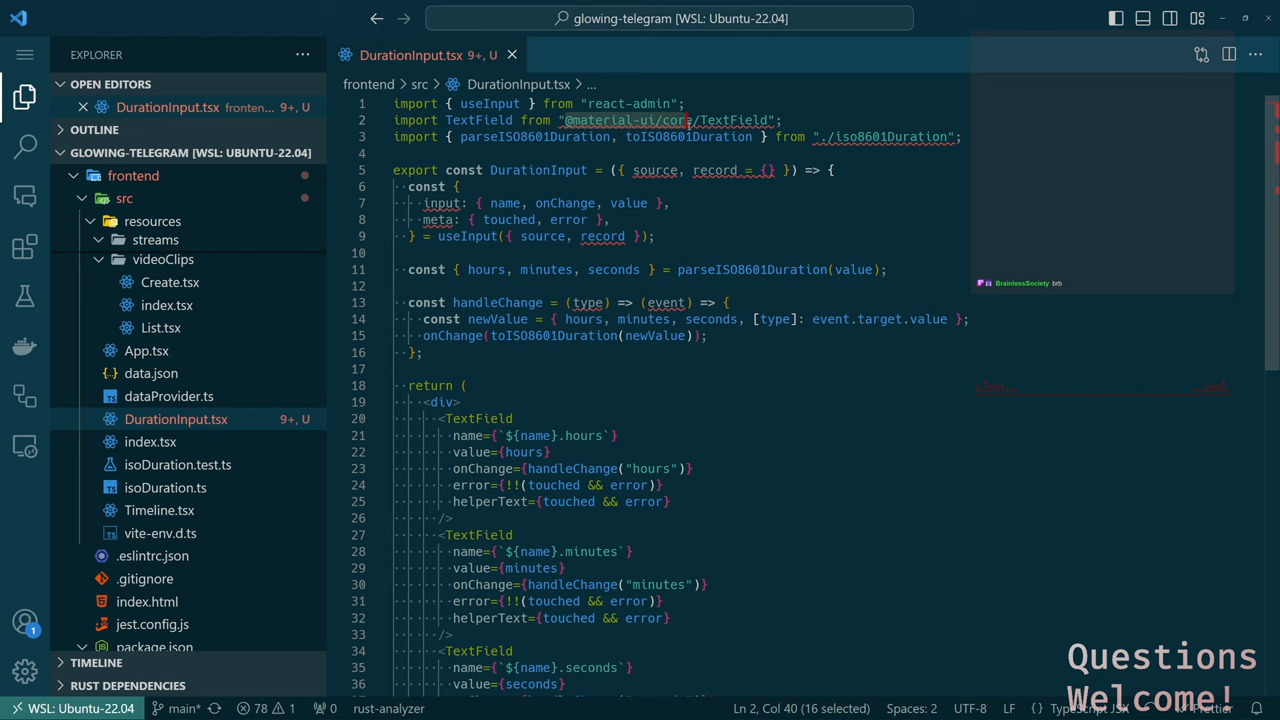 glowing-telegram [WSL: Ubuntu-22.04]
EXPLORER
OPEN EDITORS
DurationInput.tsx fronten... 9+, U
OUTLINE
GLOWING-TELEGRAM [WSL: UBUNTU-22.04]
frontend
src
resources
streams
videoClips
Create.tsx
index.tsx
List.tsx
App.tsx
data.json
dataProvider.ts
DurationInput.tsx 9+, U
index.tsx
isoDuration.test.ts
isoDuration.ts
Timeline.tsx
vite-env.d.ts
.eslintrc.json
.gitignore
index.html
jest.config.js
package.json
TIMELINE
RUST DEPENDENCIES
DurationInput.tsx 9+, U
frontend > src > DurationInput.tsx > ...
1 import { useInput } from "react-admin";
2 import TextField from "@material-ui/core/TextField";
3 import { parseISO8601Duration, toISO8601Duration } from "./iso8601Duration";
4
5 export const DurationInput = ({ source, record = {} }) => {
6 const {
7 input: { name, onChange, value },
8 meta: { touched, error },
9 } = useInput({ source, record });
10
11 const { hours, minutes, seconds } = parseISO8601Duration(value);
12
13 const handleChange = (type) => (event) => {
14 const newValue = { hours, minutes, seconds, [type]: event.target.value };
15 onChange(toISO8601Duration(newValue));
16 };
17
18 return (
19 <div>
20 <TextField
21 name={`${name}.hours`}
22 value={hours}
23 onChange={handleChange("hours")}
24 error={!!(touched && error)}
25 helperText={touched && error}
26 />
27 <TextField
28 name={`${name}.minutes`}
29 value={minutes}
30 onChange={handleChange("minutes")}
31 error={!!(touched && error)}
32 helperText={touched && error}
33 />
34 <TextField
35 name={`${name}.seconds`}
36 value={seconds}
BrainlessSociety brb
Questions
Welcome!
1
WSL: Ubuntu-22.04 main* 78 1 0 rust-analyzer Ln 2, Col 40 (16 selected) Spaces: 2 UTF-8 LF {} TypeScript JSX Prettier